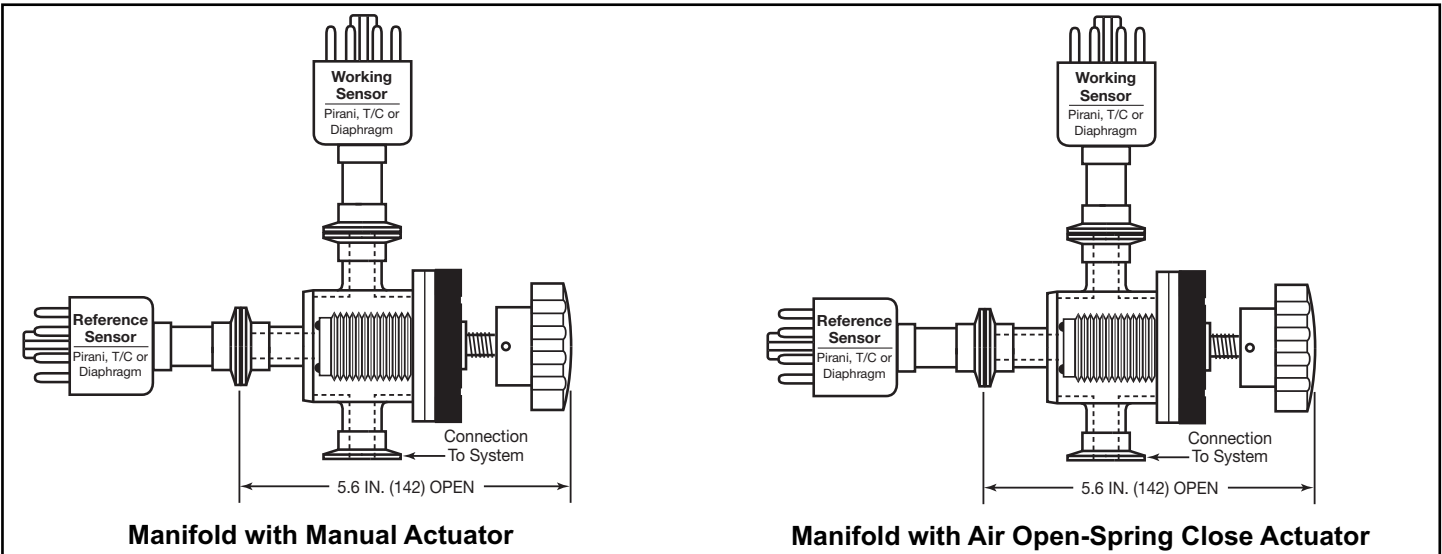 Working
Sensor
Pirani, T/C or
Diaphragm
Reference
Sensor
Pirani, T/C or
Diaphragm
Connection
To System
5.6 IN. (142) OPEN
Manifold with Manual Actuator
Working
Sensor
Pirani, T/C or
Diaphragm
Reference
Sensor
Pirani, T/C or
Diaphragm
Connection
To System
5.6 IN. (142) OPEN
Manifold with Air Open-Spring Close Actuator